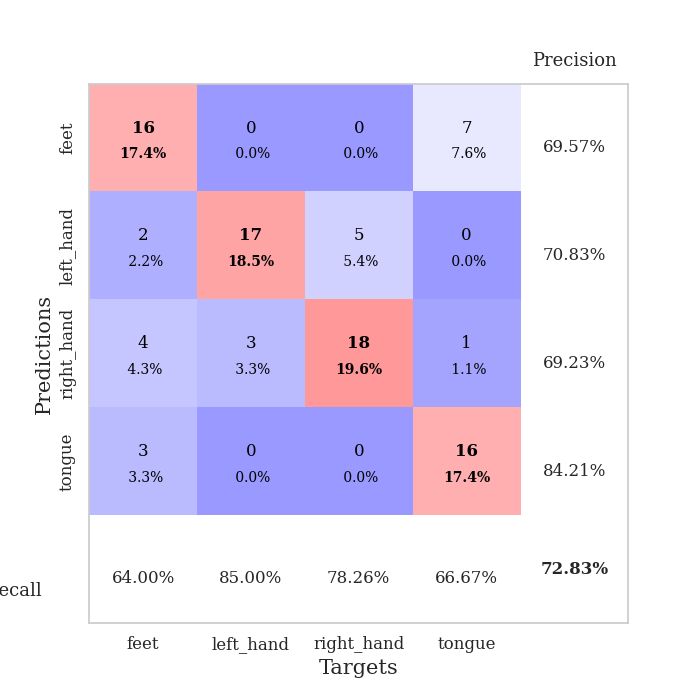 Precision
feet
16 0 0 7
17.4% 0.0% 0.0% 7.6%
69.57%
left_hand
2 17 5 0
2.2% 18.5% 5.4% 0.0%
70.83%
Predictions
right_hand
4 3 18 1
4.3% 3.3% 19.6% 1.1%
69.23%
tongue
3 0 0 16
3.3% 0.0% 0.0% 17.4%
84.21%
ecall
64.00% 85.00% 78.26% 66.67% 72.83%
feet left_hand right_hand tongue
Targets